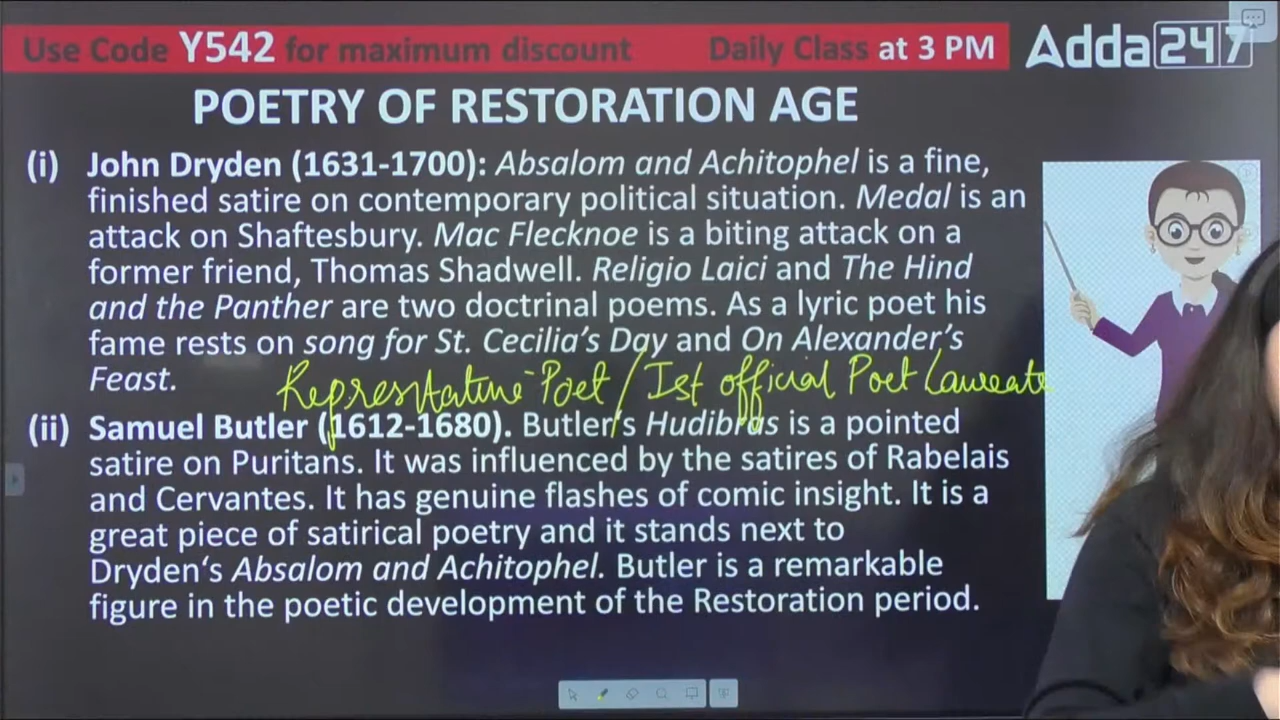 Use Code Y542 for maximum discount Daily Class at 3 PM Adda247
POETRY OF RESTORATION AGE
(i) John Dryden (1631-1700): Absalom and Achitophel is a fine,
finished satire on contemporary political situation. Medal is an
attack on Shaftesbury. Mac Flecknoe is a biting attack on a
former friend, Thomas Shadwell. Religio Laici and The Hind
and the Panther are two doctrinal poems. As a lyric poet his
fame rests on song for St. Cecilia’s Day and On Alexander’s
Feast.
Representative Poet / Ist official Poet Laureate
(ii) Samuel Butler (1612-1680). Butler’s Hudibras is a pointed
satire on Puritans. It was influenced by the satires of Rabelais
and Cervantes. It has genuine flashes of comic insight. It is a
great piece of satirical poetry and it stands next to
Dryden‘s Absalom and Achitophel. Butler is a remarkable
figure in the poetic development of the Restoration period.